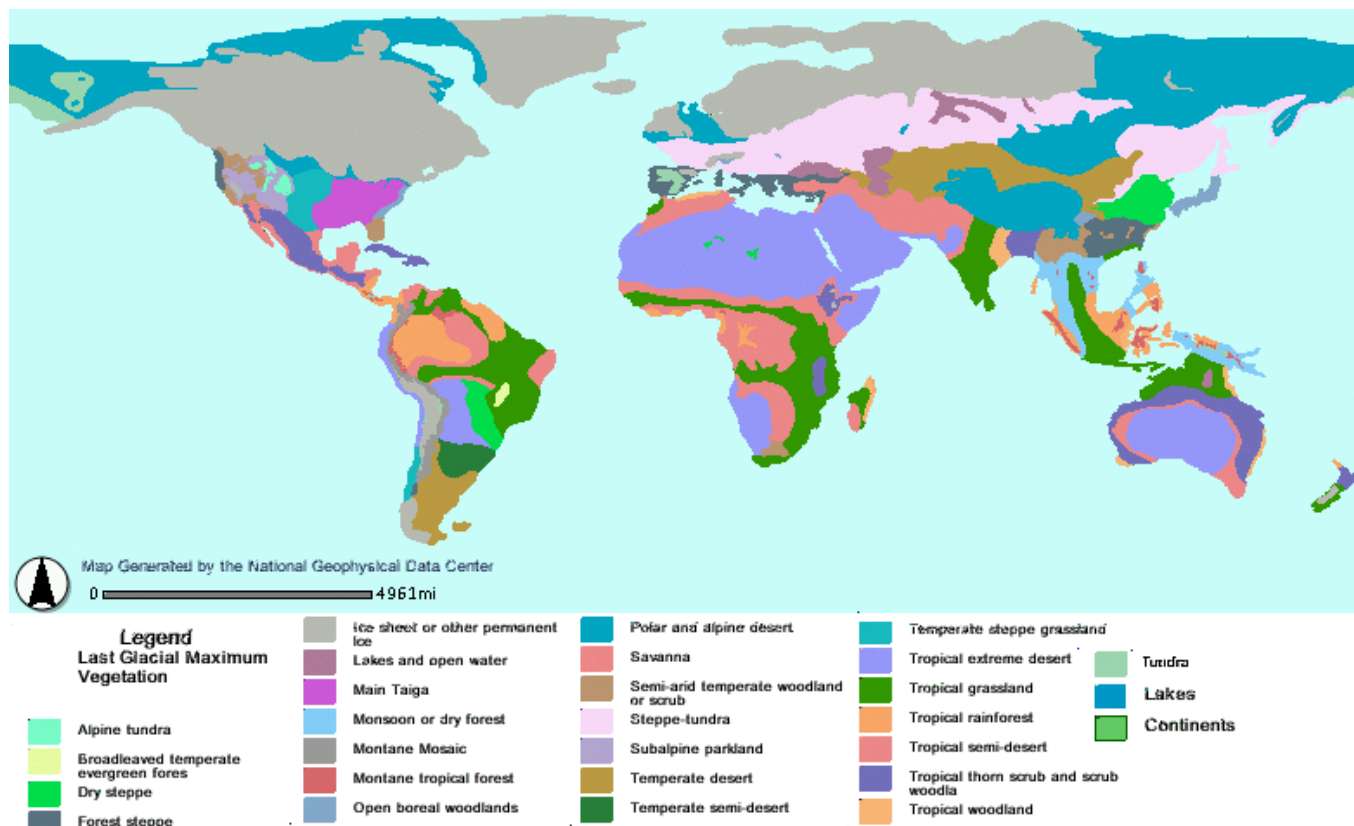 Map Generated by the National Geophysical Data Center
0
4961mi
Legend
Last Glacial Maximum
Vegetation
Alpine tundra
Broadleaved temperate
evergreen fores
Dry steppe
Forest steppe
Ice sheet or other permanent
Ice
Lakes and open water
Main Taiga
Monsoon or dry forest
Montane Mosaic
Montane tropical forest
Open boreal woodlands
Polar and alpine desert
Savanna
Semi-arid temperate woodland
or scrub
Steppe-tundra
Subalpine parkland
Temperate desert
Temperate semi-desert
Temperate steppe grassland
Tropical extreme desert
Tropical grassland
Tropical rainforest
Tropical semi-desert
Tropical thorn scrub and scrub
woodla
Tropical woodland
Tundra
Lakes
Continents